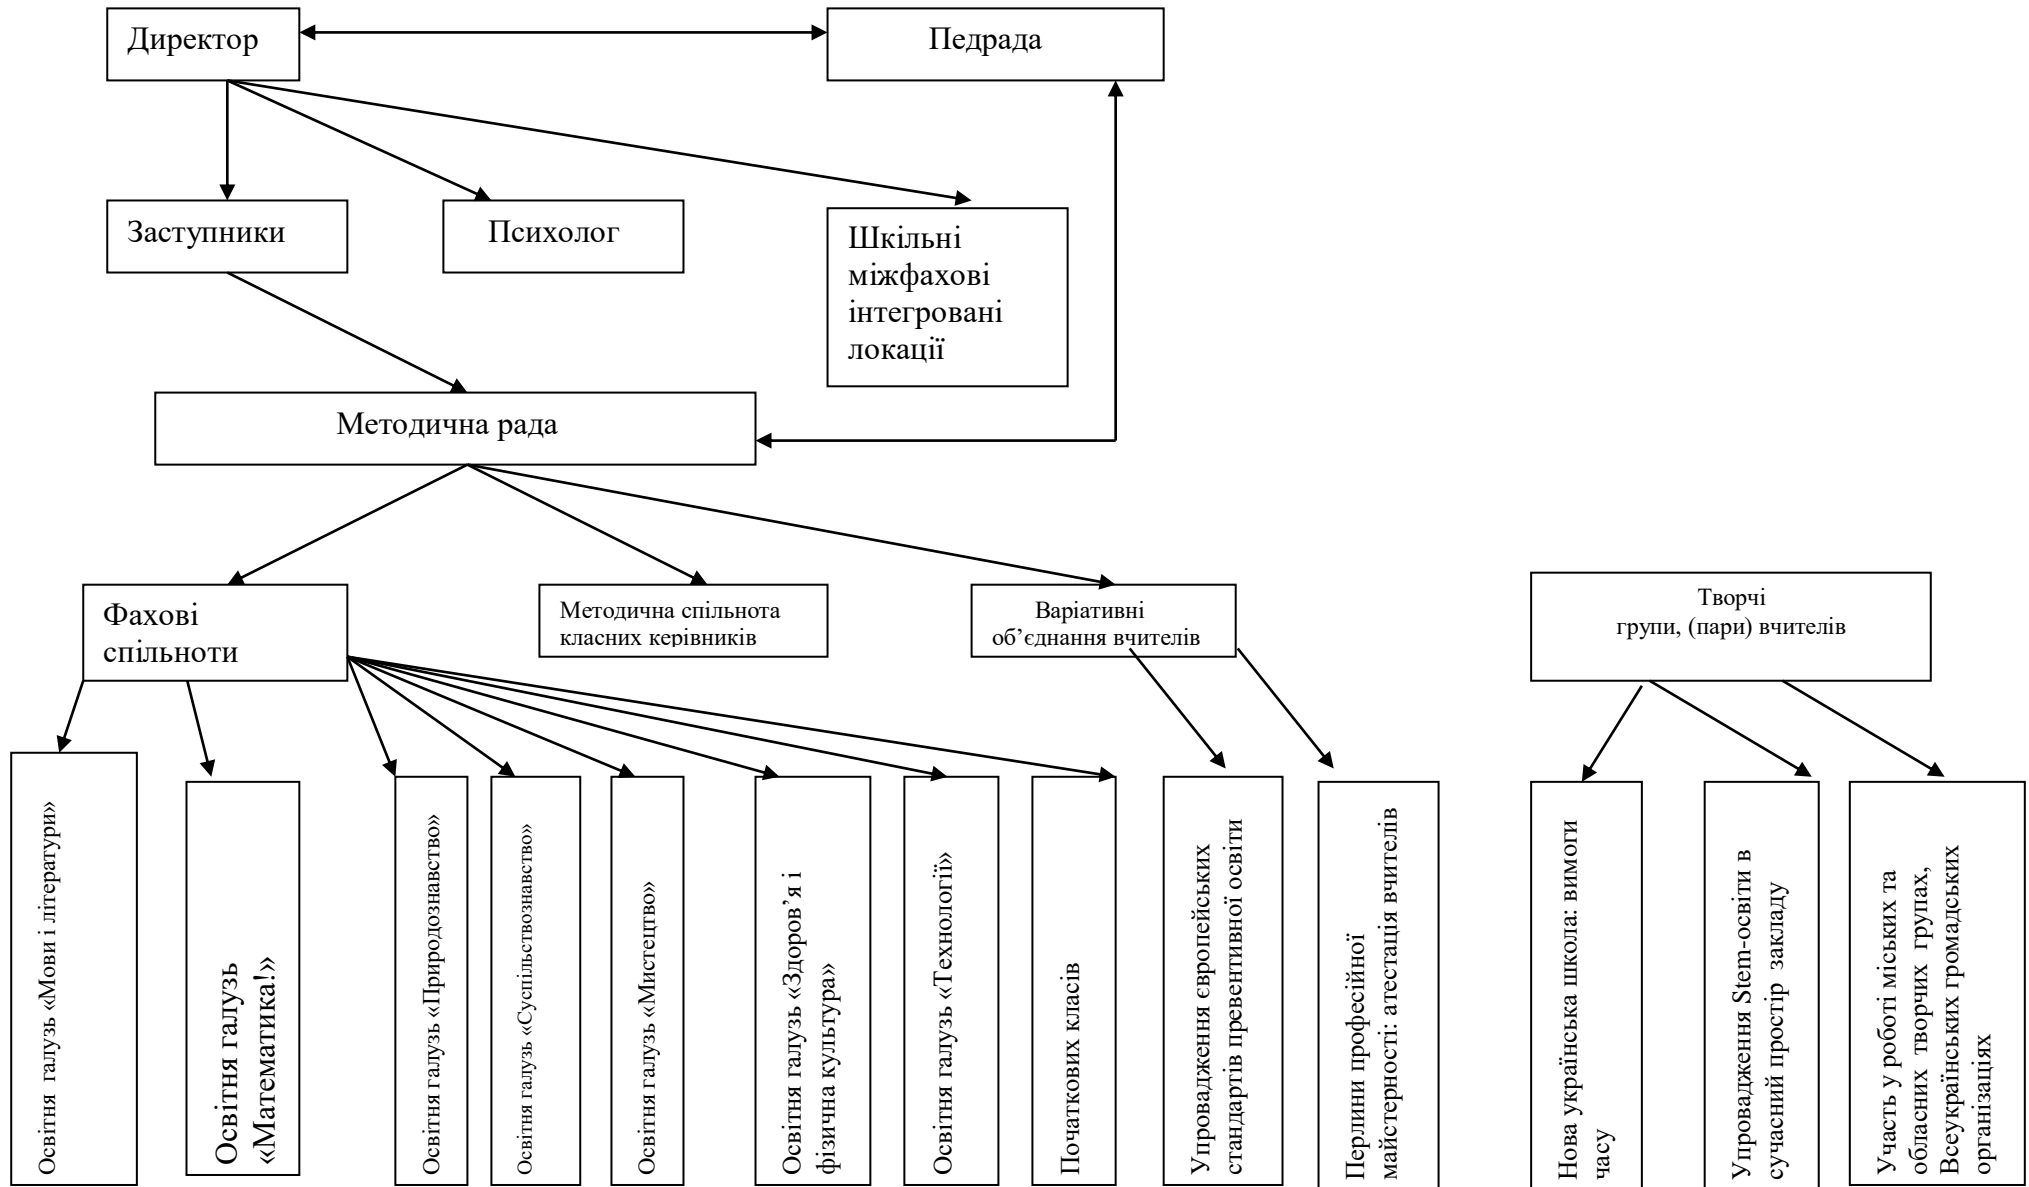 Директор
Педрада
Заступники
Психолог
Шкільні
міжфахові
інтегровані
локації
Методична рада
Фахові
спільноти
Методична спільнота
класних керівників
Варіативні
об’єднання вчителів
Творчі
групи, (пари) вчителів
Освітня галузь «Мови і літератури»
Освітня галузь
«Математика!»
Освітня галузь «Природознавство»
Освітня галузь «Суспільствознавство»
Освітня галузь «Мистецтво»
Освітня галузь «Здоров’я і
фізична культура»
Освітня галузь «Технології»
Початкових класів
Упровадження європейських
стандартів превентивної освіти
Перлини професійної
майстерності: атестація вчителів
Нова українська школа: вимоги
часу
Упровадження Stem-освіти в
сучасний простір закладу
Участь у роботі міських та
обласних творчих групах,
Всеукраїнських громадських
організаціях